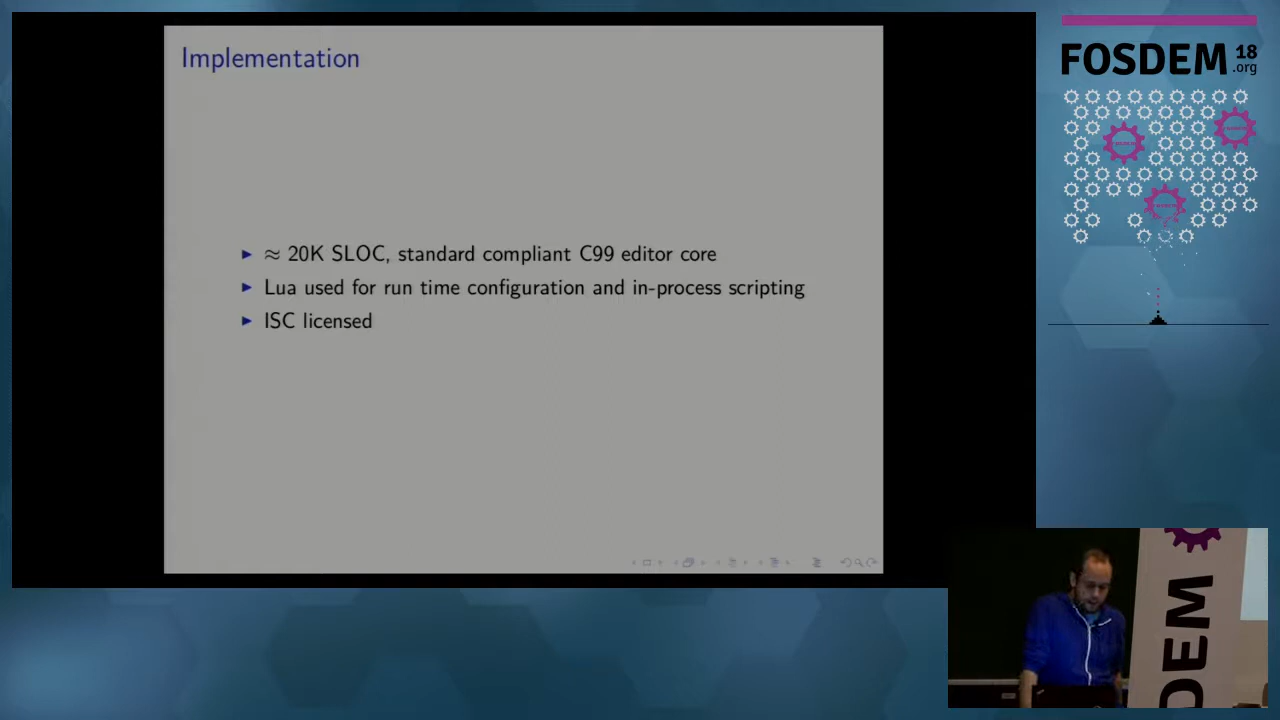 Implementation
≈ 20K SLOC, standard compliant C99 editor core
Lua used for run time configuration and in-process scripting
ISC licensed
FOSDEM 18
.org
DEM